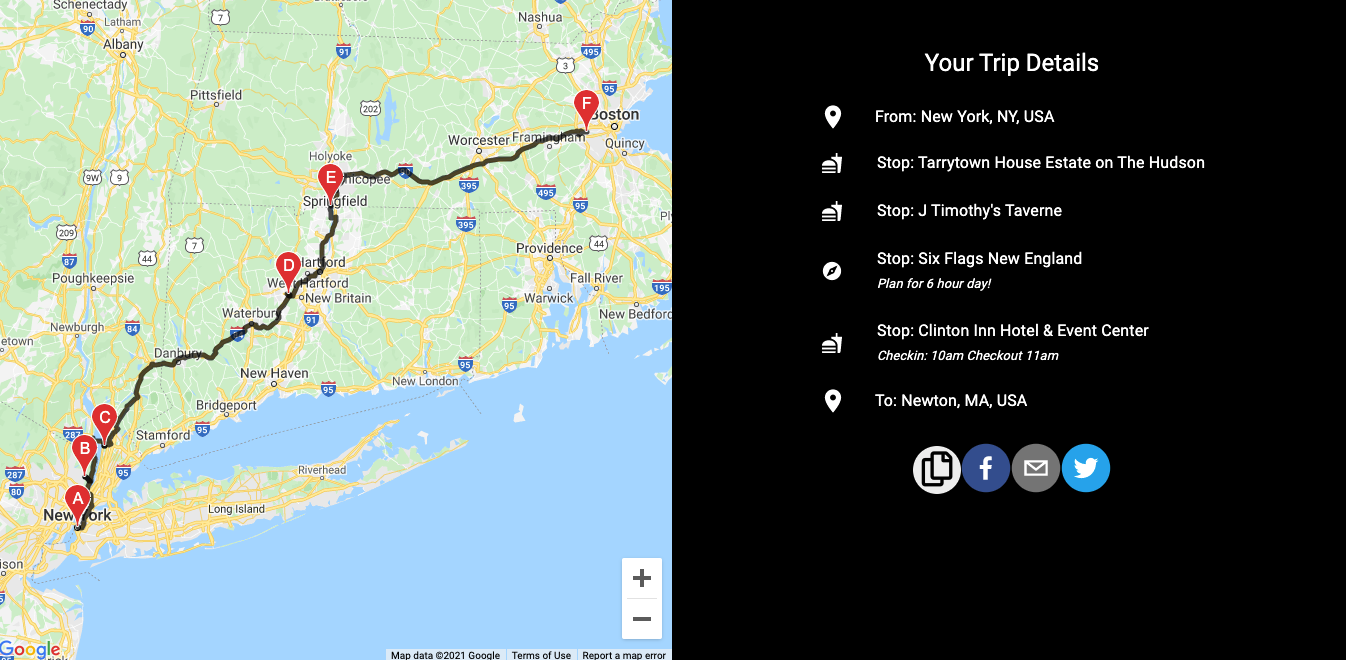 Schenectady
7
Latham
90
Albany
Nashua
495
91
3
95
Pittsfield
202
F
Boston
Worcester
Framingham
Quincy
Holyoke
E
Chicopee
9W
9
395
495
Springfield
95
209
7
44
395
Providence
44
87
D
Hartford
Poughkeepsie
West Hartford
Fall River
195
New Britain
Warwick
95
New Bedford
Waterbury
91
Newburgh
84
etown
Danbury
95
New Haven
New London
95
Bridgeport
C
287
Stamford
95
B
287
95
Riverhead
80
A
New York
Long Island
ison
Google
Map data ©2021 Google
Terms of Use
Report a map error
Your Trip Details
From: New York, NY, USA
Stop: Tarrytown House Estate on The Hudson
Stop: J Timothy's Taverne
Stop: Six Flags New England
Plan for 6 hour day!
Stop: Clinton Inn Hotel & Event Center
Checkin: 10am Checkout 11am
To: Newton, MA, USA